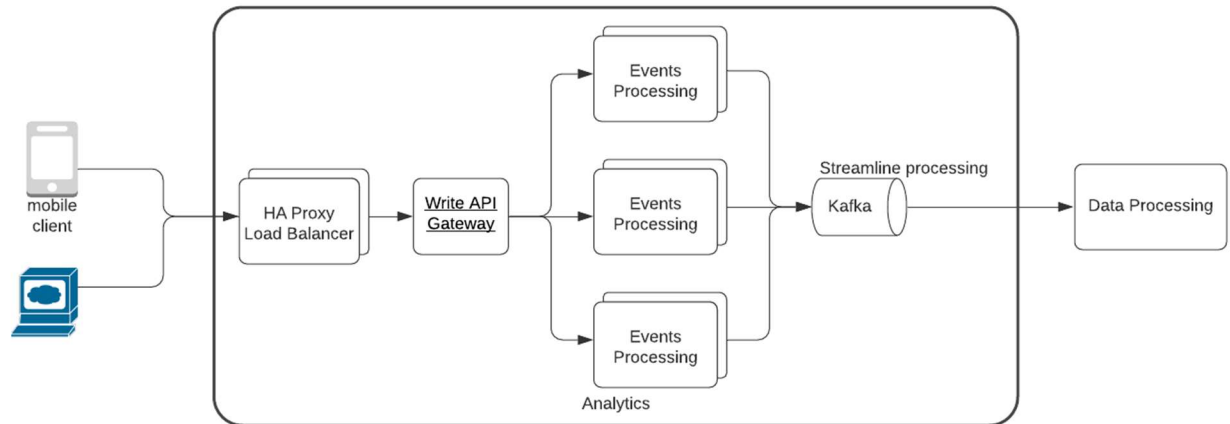 mobile
client
HA Proxy
Load Balancer
Write API
Gateway
Events
Processing
Events
Processing
Events
Processing
Analytics
Streamline processing
Kafka
Data Processing